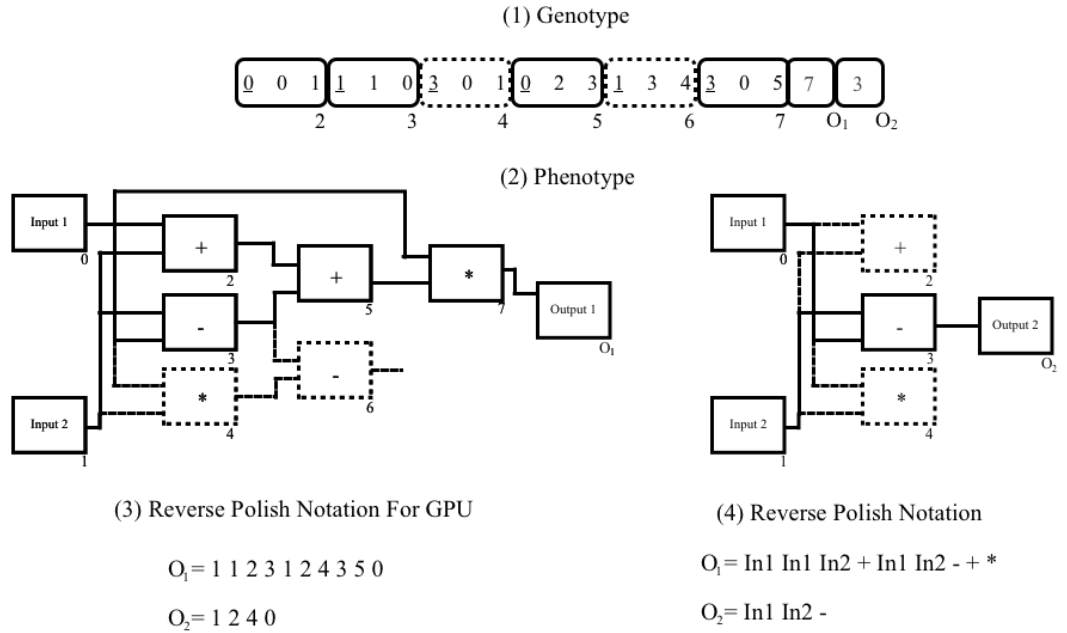 (1) Genotype
0 0 1 1 1 0 3 0 1 0 2 3 1 3 4 3 0 5 7 3
2 3 4 5 6 7 O1 O2
(2) Phenotype
Input 1
0
+
2
+
5
*
7
Output 1
O1
-
3
-
6
*
4
Input 2
1
Input 1
0
+
2
-
3
Output 2
O2
*
4
Input 2
1
(3) Reverse Polish Notation For GPU
O1= 1 1 2 3 1 2 4 3 5 0
O2= 1 2 4 0
(4) Reverse Polish Notation
O1= In1 In1 In2 + In1 In2 - + *
O2= In1 In2 -